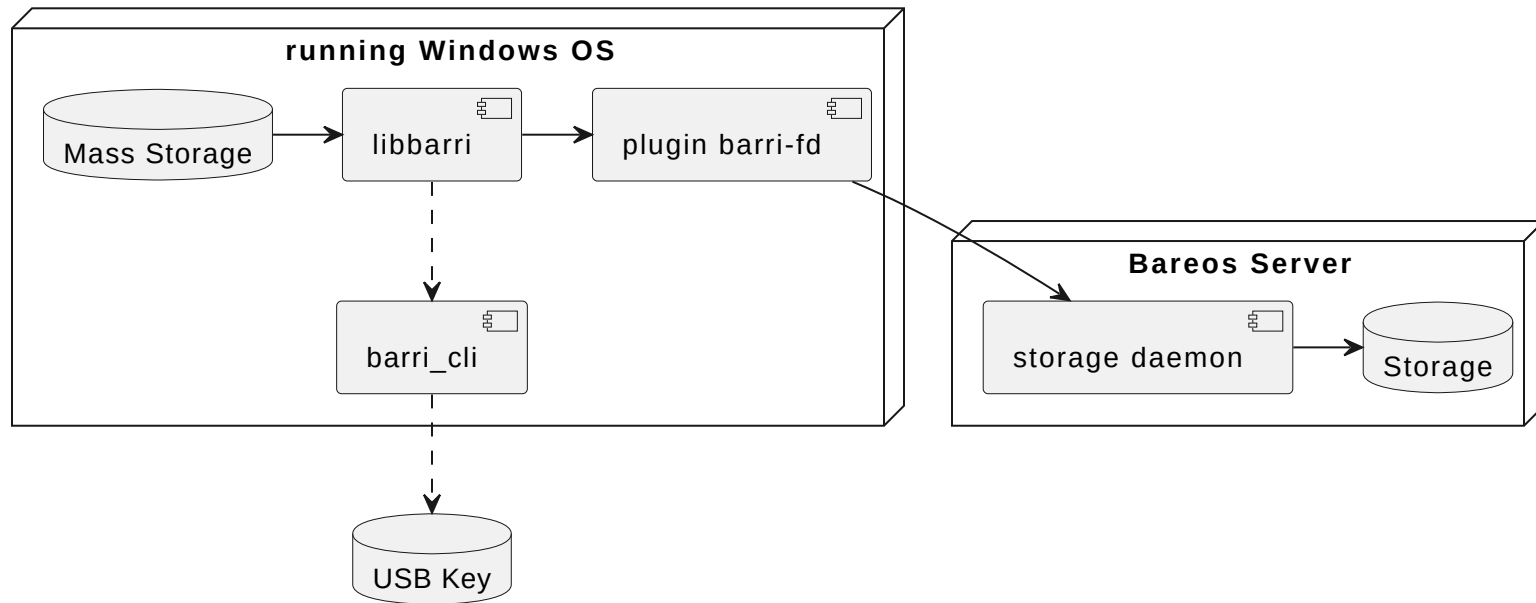 running Windows OS
Mass Storage
libbarri
plugin barri-fd
Bareos Server
barri_cli
storage daemon
Storage
USB Key